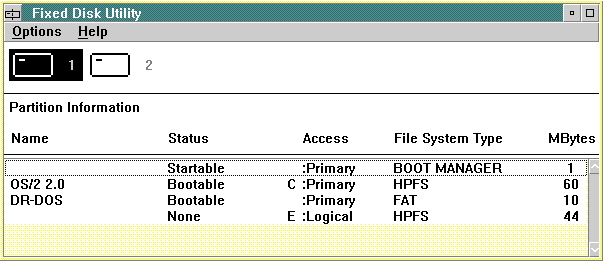 Fixed Disk Utility
Options Help
1 2
Partition Information
Name Status Access File System Type MBytes
Startable :Primary BOOT MANAGER 1
OS/2 2.0 Bootable C :Primary HPFS 60
DR-DOS Bootable :Primary FAT 10
None E :Logical HPFS 44